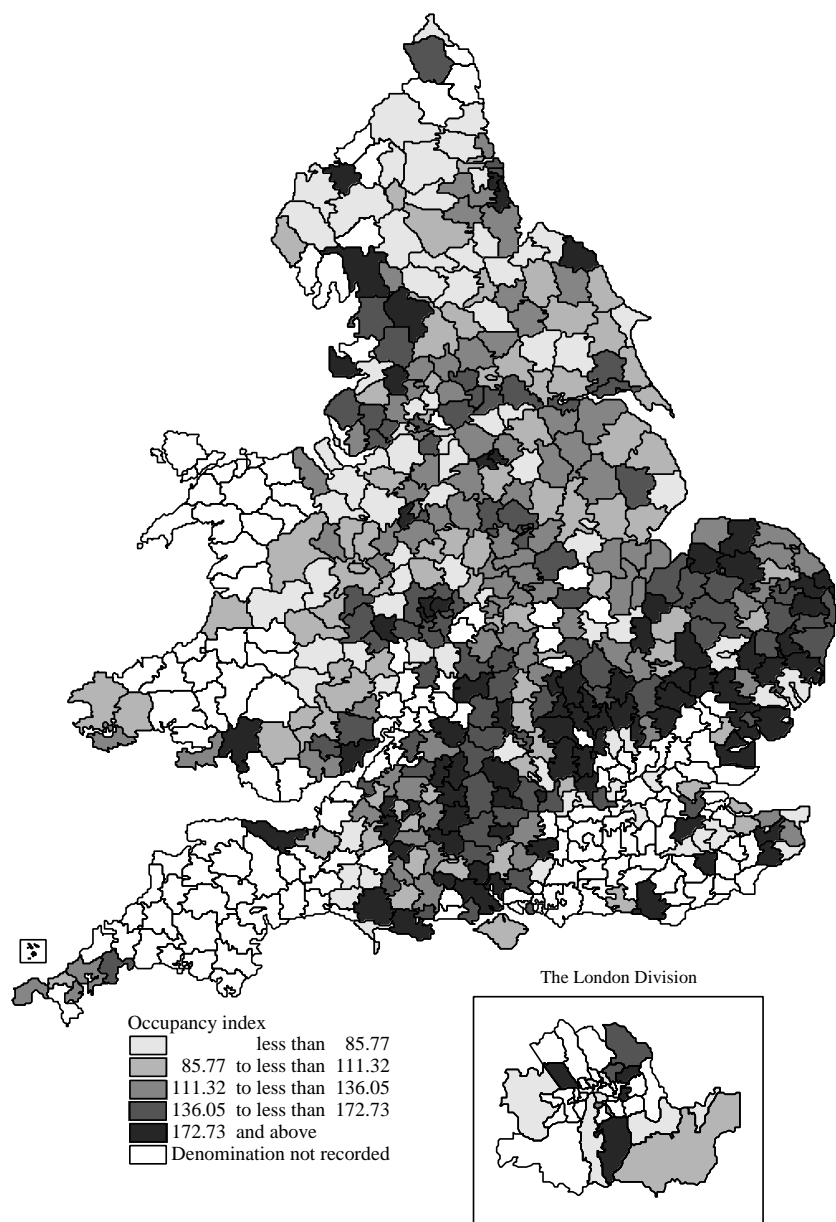 The London Division
Occupancy index
less than 85.77
85.77 to less than 111.32
111.32 to less than 136.05
136.05 to less than 172.73
172.73 and above
Denomination not recorded